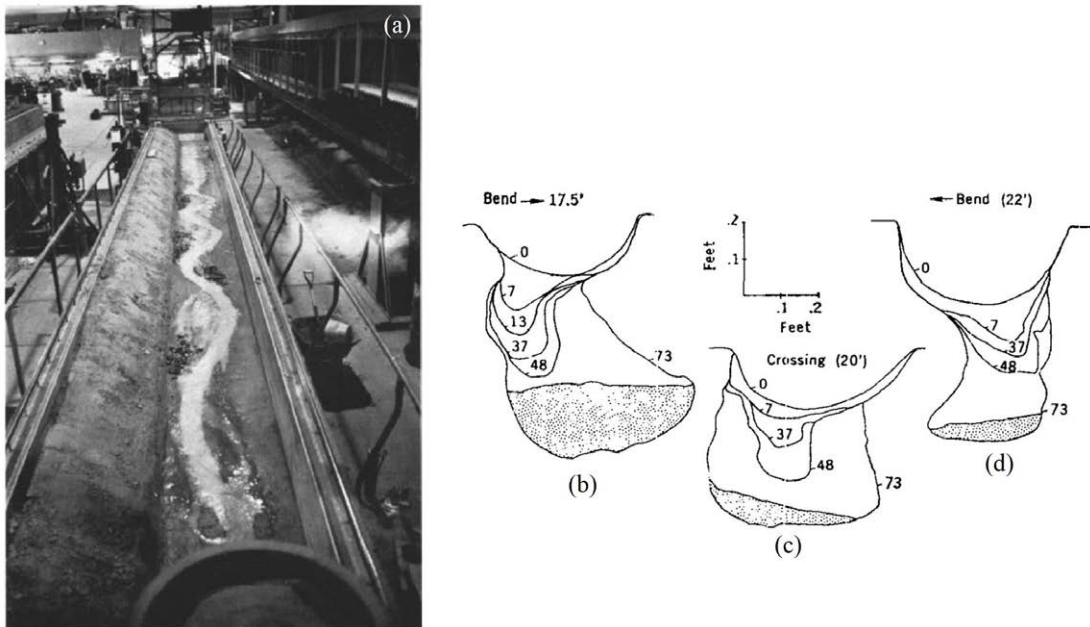 (a)
Bend → 17.5'
0
7
13
37
48
73
(b)
.2
.1
Feet
0 .1 .2
Feet
Crossing (20')
0
7
37
48
73
(c)
← Bend (22')
0
7
37
48
73
(d)